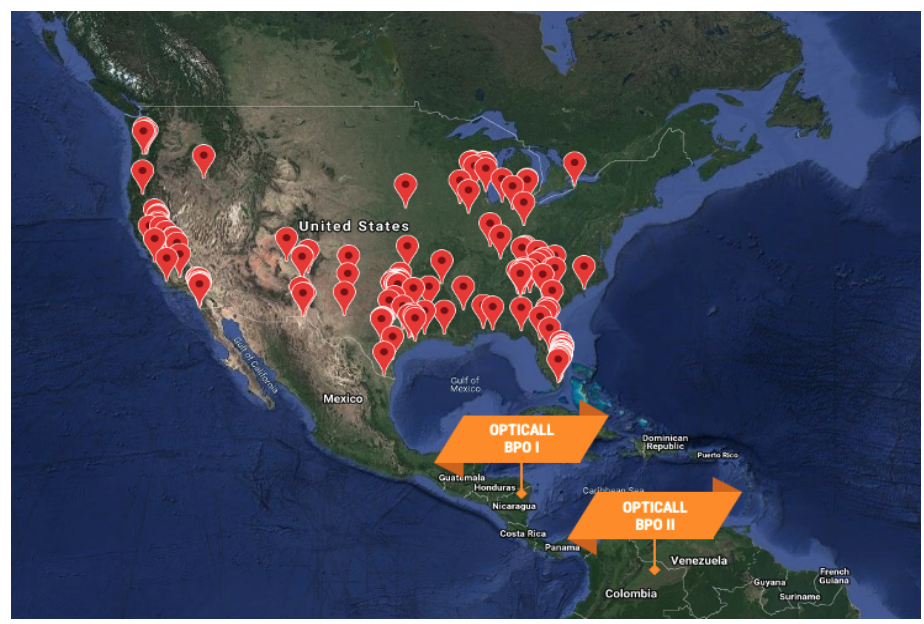 United States
Gulf of
California
Gulf of
Mexico
Mexico
OPTICALL
BPO I
Dominican
Republic
Puerto Rico
Guatemala
Honduras
Caribbean Sea
Nicaragua
OPTICALL
BPO II
Costa Rica
Panama
Venezuela
French
Guiana
Guyana
Suriname
Colombia